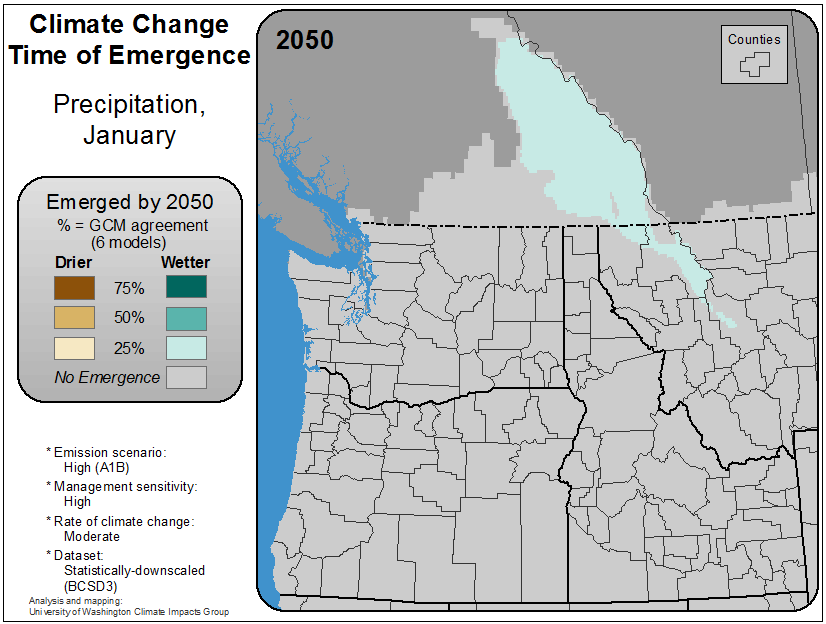 Climate Change
Time of Emergence
Precipitation,
January
Emerged by 2050
% = GCM agreement
(6 models)
Drier Wetter
75%
50%
25%
No Emergence
* Emission scenario:
High (A1B)
* Management sensitivity:
High
* Rate of climate change:
Moderate
* Dataset:
Statistically-downscaled
(BCSD3)
Analysis and mapping:
University of Washington Climate Impacts Group
2050
Counties